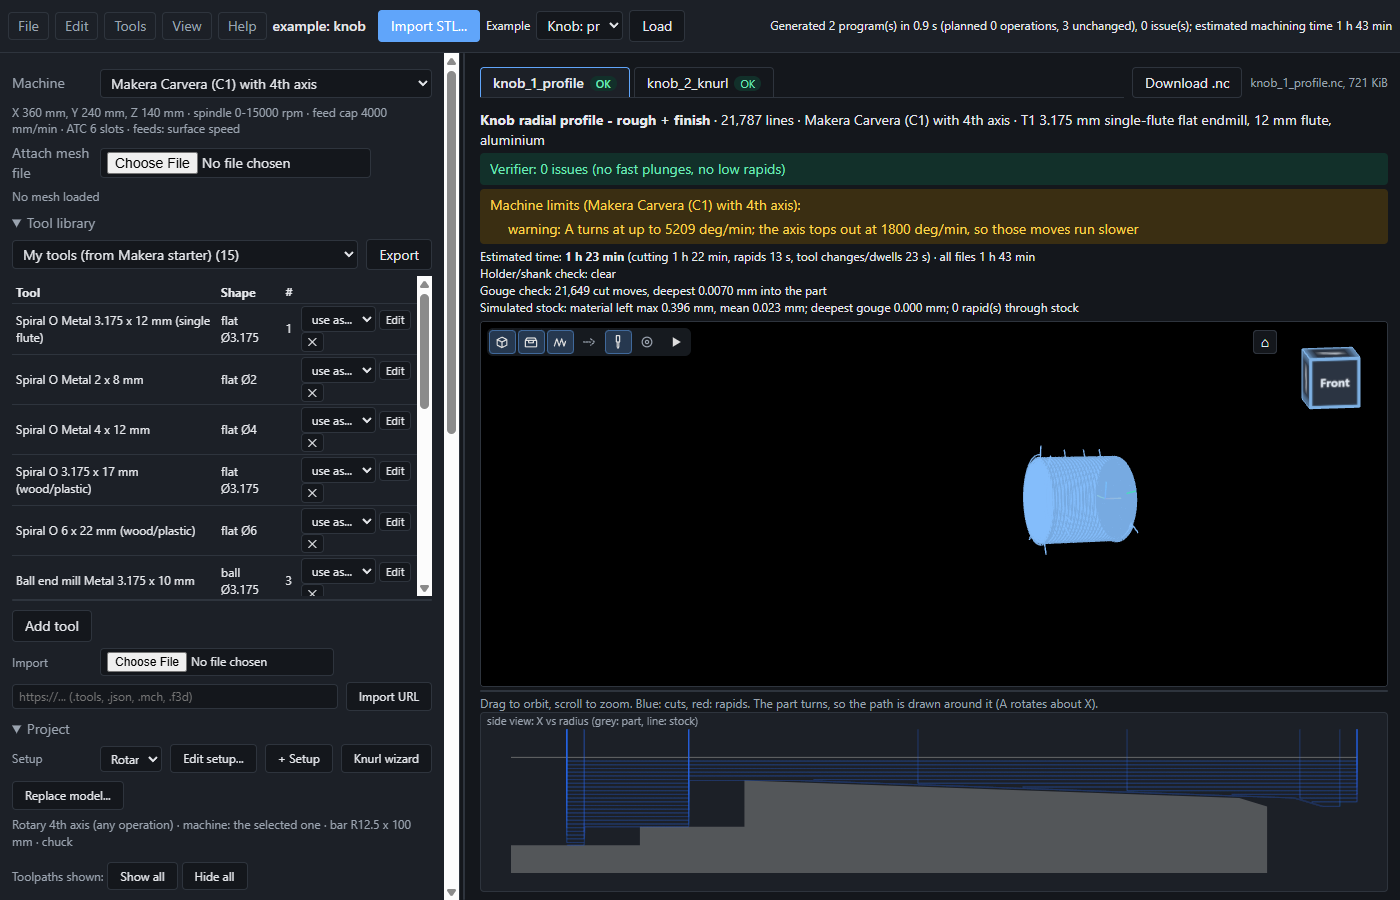 File Edit Tools View Help example: knob Import STL... Example Knob: pr Load Generated 2 program(s) in 0.9 s (planned 0 operations, 3 unchanged), 0 issue(s); estimated machining time 1 h 43 min
Machine Makera Carvera (C1) with 4th axis
X 360 mm, Y 240 mm, Z 140 mm · spindle 0-15000 rpm · feed cap 4000
mm/min · ATC 6 slots · feeds: surface speed
Attach mesh
file Choose File No file chosen
No mesh loaded
▼ Tool library
My tools (from Makera starter) (15) Export
Tool Shape #
Spiral O Metal 3.175 x 12 mm (single
flute) flat
Ø3.175 1 use as... Edit
×
Spiral O Metal 2 x 8 mm flat Ø2 use as... Edit
×
Spiral O Metal 4 x 12 mm flat Ø4 use as... Edit
×
Spiral O 3.175 x 17 mm
(wood/plastic) flat
Ø3.175 use as... Edit
×
Spiral O 6 x 22 mm (wood/plastic) flat Ø6 use as... Edit
×
Ball end mill Metal 3.175 x 10 mm ball
Ø3.175 3 use as... Edit
×
Add tool
Import Choose File No file chosen
https://... (.tools, .json, .mch, .f3d) Import URL
▼ Project
Setup Rotar Edit setup... + Setup Knurl wizard
Replace model...
Rotary 4th axis (any operation) · machine: the selected one · bar R12.5 x 100
mm · chuck
Toolpaths shown: Show all Hide all
knob_1_profile OK knob_2_knurl OK Download .nc knob_1_profile.nc, 721 KiB
Knob radial profile - rough + finish · 21,787 lines · Makera Carvera (C1) with 4th axis · T1 3.175 mm single-flute flat endmill, 12 mm flute,
aluminium
Verifier: 0 issues (no fast plunges, no low rapids)
Machine limits (Makera Carvera (C1) with 4th axis):
warning: A turns at up to 5209 deg/min; the axis tops out at 1800 deg/min, so those moves run slower
Estimated time: 1 h 23 min (cutting 1 h 22 min, rapids 13 s, tool changes/dwells 23 s) · all files 1 h 43 min
Holder/shank check: clear
Gouge check: 21,649 cut moves, deepest 0.0070 mm into the part
Simulated stock: material left max 0.396 mm, mean 0.023 mm; deepest gouge 0.000 mm; 0 rapid(s) through stock
Front
Drag to orbit, scroll to zoom. Blue: cuts, red: rapids. The part turns, so the path is drawn around it (A rotates about X).
side view: X vs radius (grey: part, line: stock)